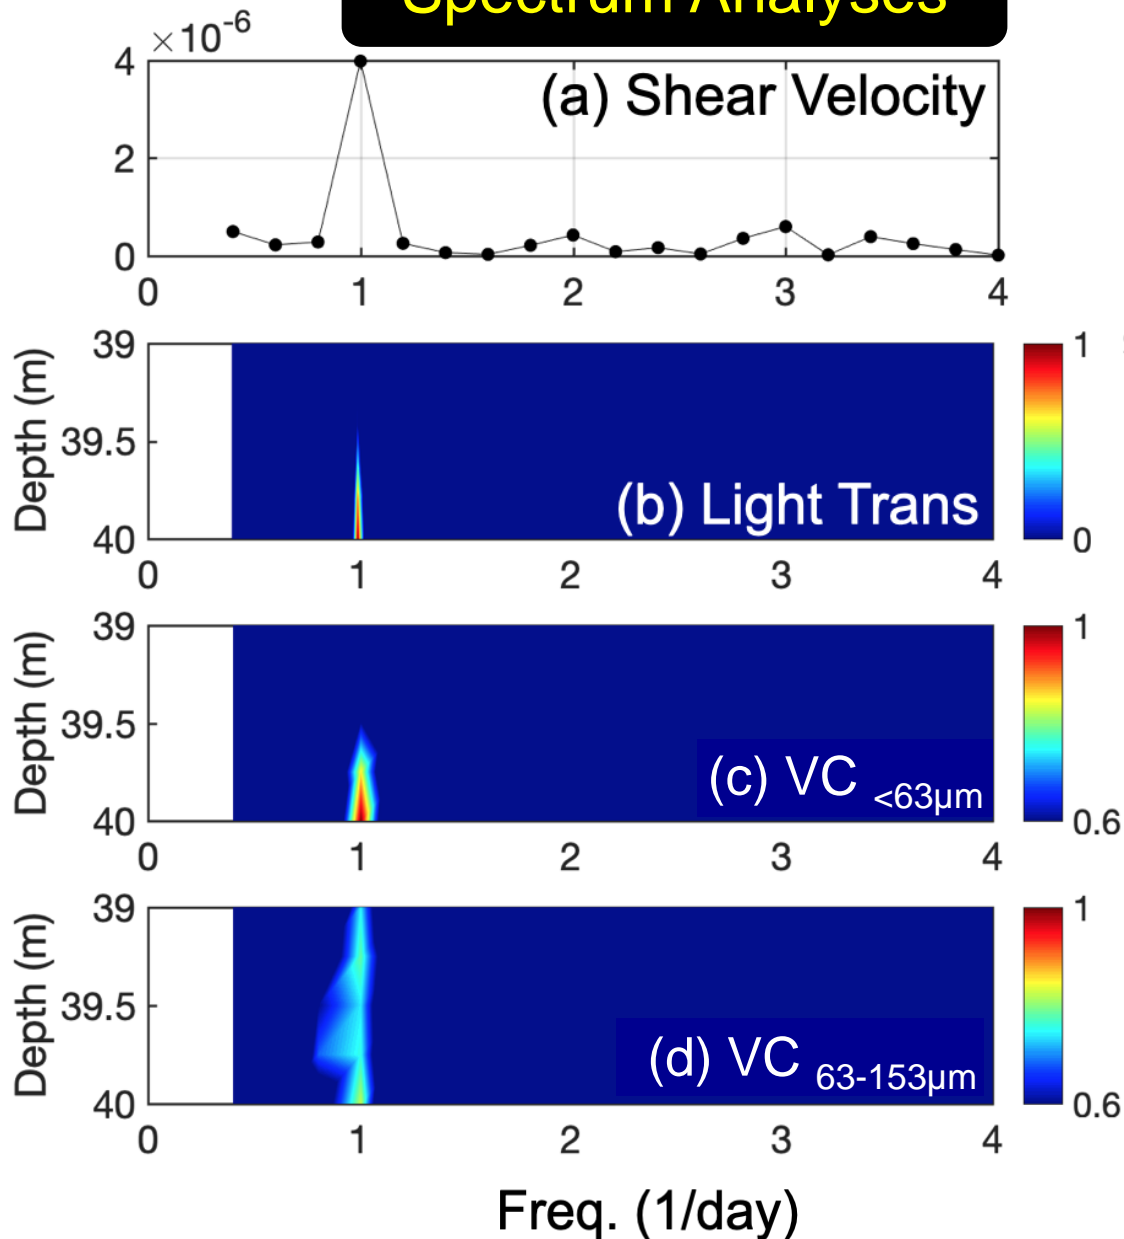 Spectrum Analyses
×10-6
(a) Shear Velocity
4
2
0
0 1 2 3 4
Depth (m)
39
39.5
40
(b) Light Trans
1
0
0 1 2 3 4
Depth (m)
39
39.5
40
(c) VC <63µm
1
0.6
0 1 2 3 4
Depth (m)
39
39.5
40
(d) VC 63-153µm
1
0.6
0 1 2 3 4
Freq. (1/day)